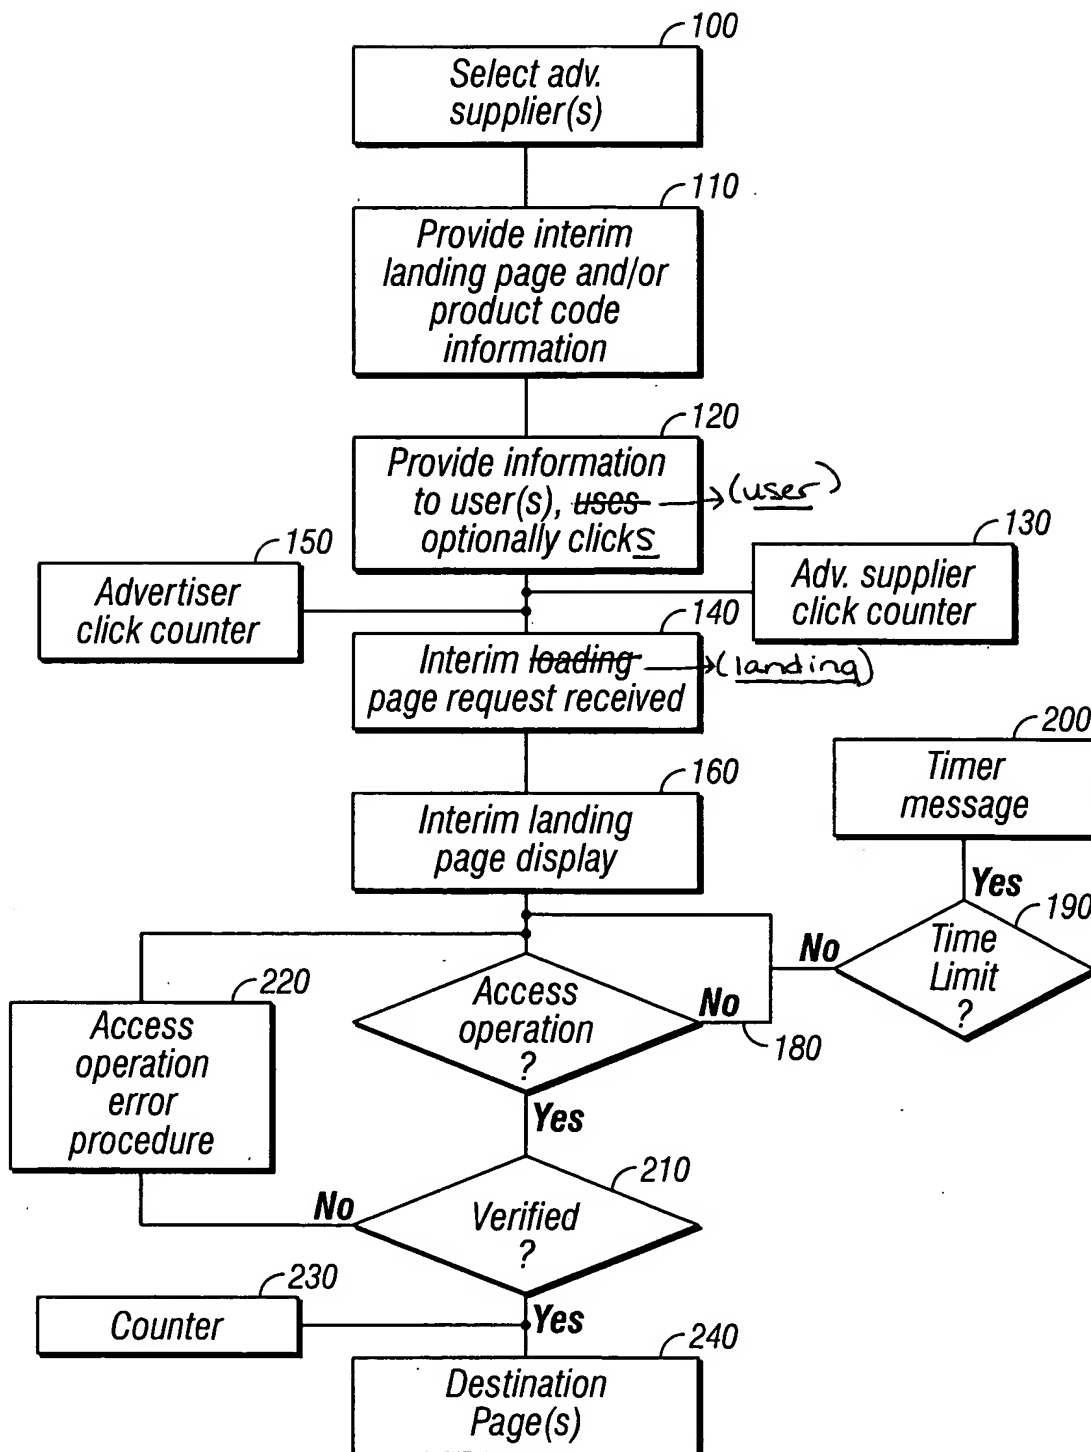 100
Select adv.
supplier(s)
110
Provide interim
landing page and/or
product code
information
120
Provide information
to user(s), uses (user)
optionally clicks
150
Advertiser
click counter
130
Adv. supplier
click counter
140
Interim loading (landing)
page request received
160
Interim landing
page display
200
Timer
message
Yes
190
Time
Limit
?
No
Access
operation
?
No
180
Yes
220
Access
operation
error
procedure
210
Verified
?
No
Yes
230
Counter
240
Destination
Page(s)